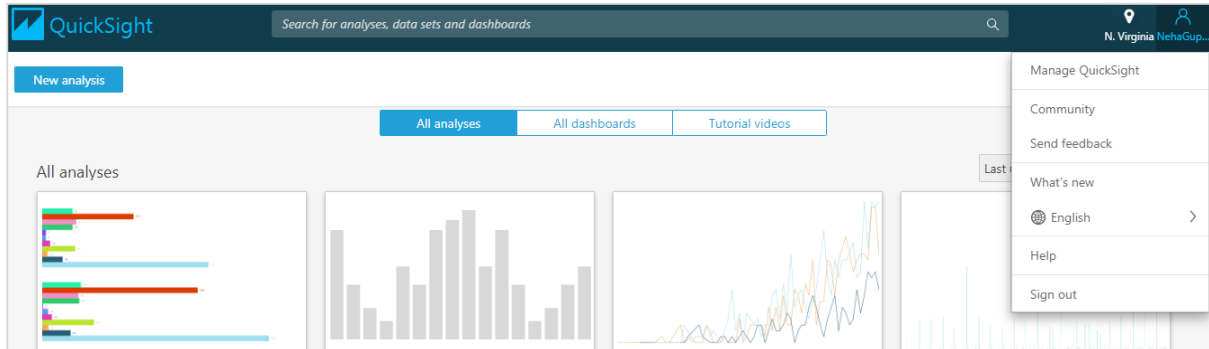 QuickSight
Search for analyses, data sets and dashboards
N. Virginia NehaGup...
New analysis
Manage QuickSight
Community
Send feedback
What's new
English
Help
Sign out
All analyses
All dashboards
Tutorial videos
All analyses
Last